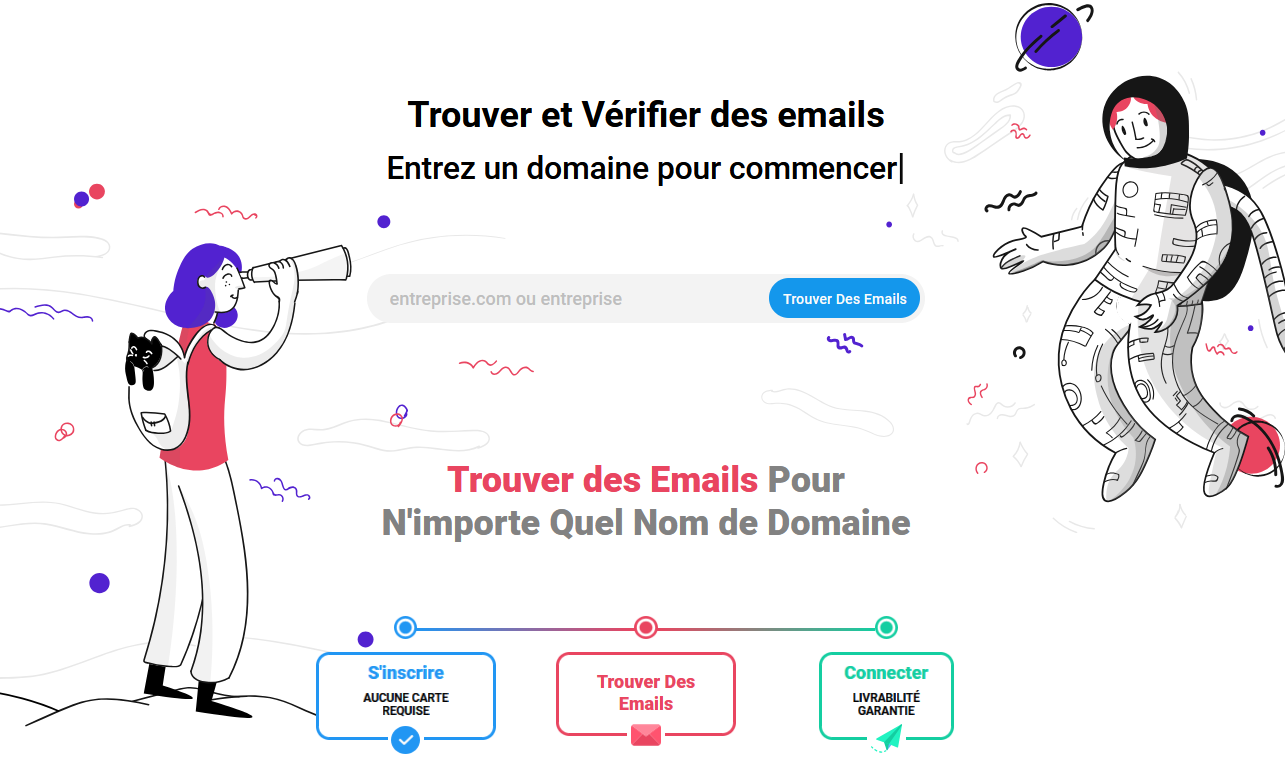 Trouver et Vérifier des emails
Entrez un domaine pour commencer
entreprise.com ou entreprise
Trouver Des Emails
Trouver des Emails Pour
N'importe Quel Nom de Domaine
S'inscrire
AUCUNE CARTE
REQUISE
Trouver Des
Emails
Connecter
LIVRABILITÉ
GARANTIE